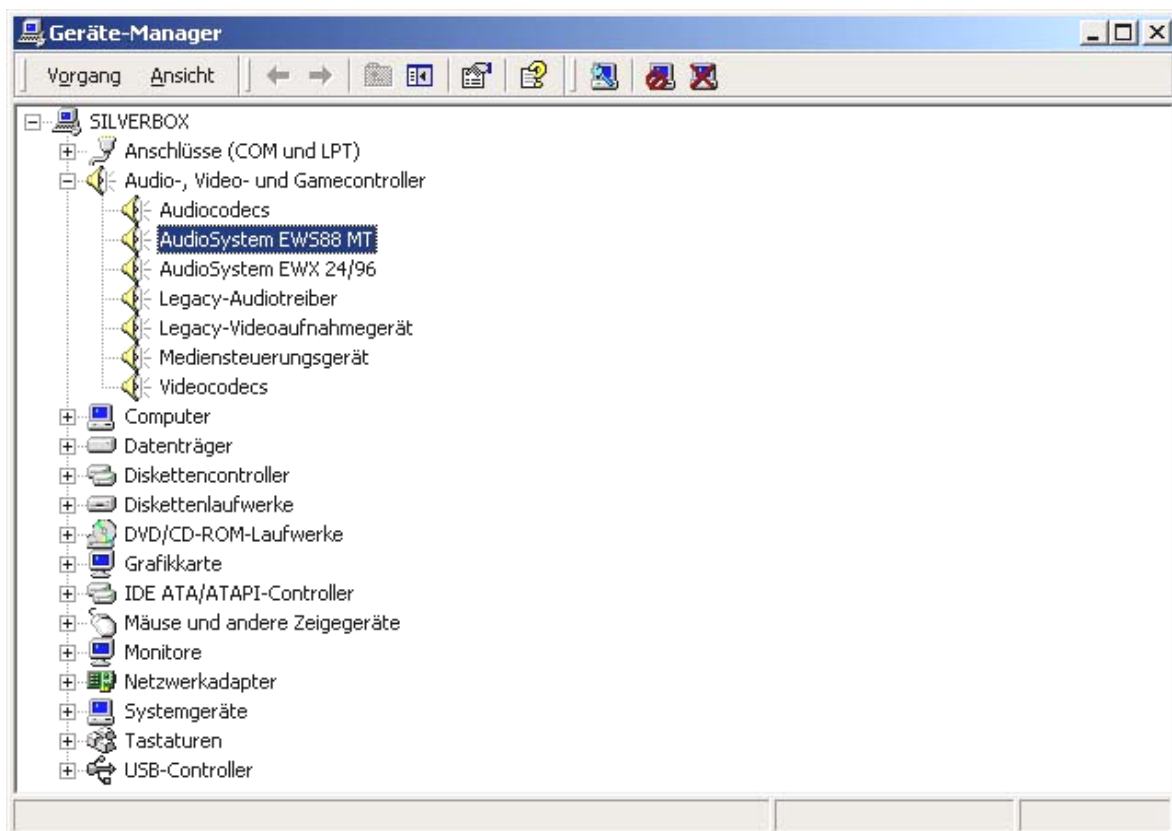 Geräte-Manager
Vorgang Ansicht
SILVERBOX
Anschlüsse (COM und LPT)
Audio-, Video- und Gamecontroller
Audiocodecs
AudioSystem EWS88 MT
AudioSystem EWX 24/96
Legacy-Audiotreiber
Legacy-Videoaufnahmegerät
Mediensteuerungsgerät
Videocodecs
Computer
Datenträger
Diskettencontroller
Diskettenlaufwerke
DVD/CD-ROM-Laufwerke
Grafikkarte
IDE ATA/ATAPI-Controller
Mäuse und andere Zeigegeräte
Monitore
Netzwerkadapter
Systemgeräte
Tastaturen
USB-Controller